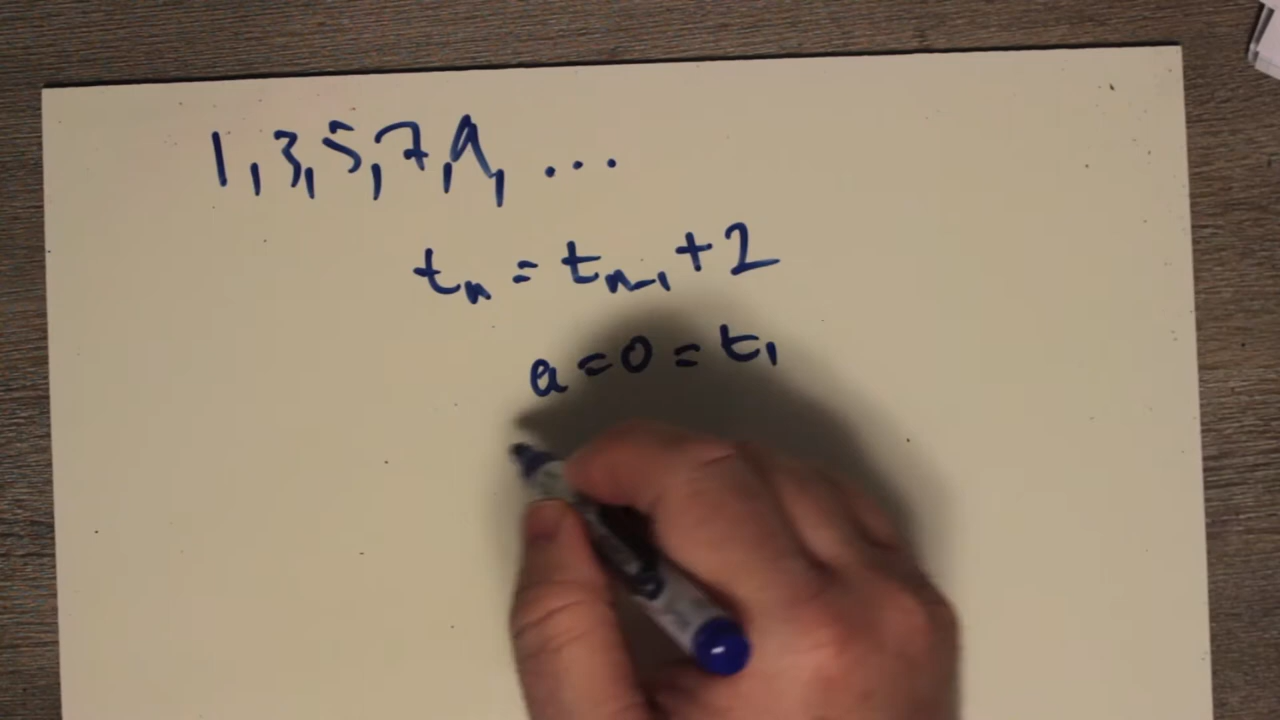 1, 3, 5, 7, 9, ...
tₙ = tₙ₋₁ + 2
a = 0 = t₁